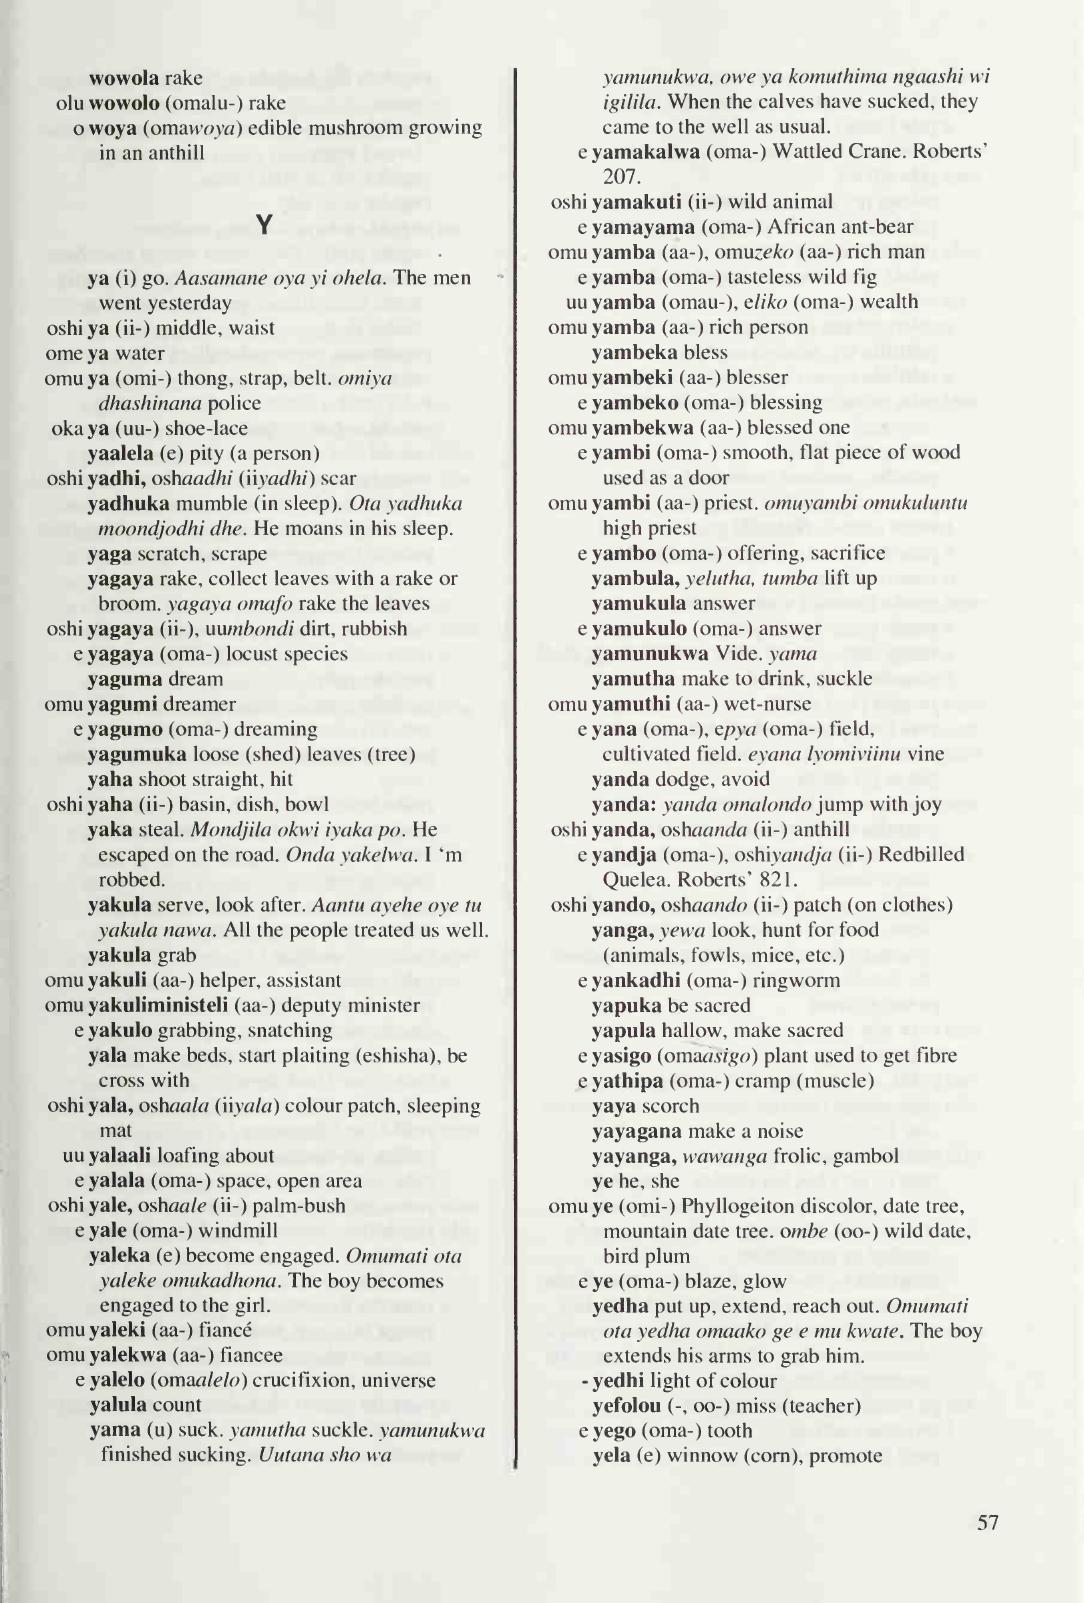 wowola rake
olu wowolo (omalu-) rake
o woya (omawoya) edible mushroom growing
in an anthill
Y
ya (i) go. Aasamane oya yi ohela. The men
went yesterday
oshi ya (ii-) middle, waist
ome ya water
omu ya (omi-) thong, strap, belt. omiya
dhashinana police
oka ya (uu-) shoe-lace
yaalela (e) pity (a person)
oshi yadhi, oshaadhi (iiyadhi) scar
yadhuka mumble (in sleep). Ota yadhuka
moondjodhi dhe. He moans in his sleep.
yaga scratch, scrape
yagaya rake, collect leaves with a rake or
broom. yagaya omafo rake the leaves
oshi yagaya (ii-), uumbondi dirt, rubbish
e yagaya (oma-) locust species
yaguma dream
omu yagumi dreamer
e yagumo (oma-) dreaming
yagumuka loose (shed) leaves (tree)
yaha shoot straight, hit
oshi yaha (ii-) basin, dish, bowl
yaka steal. Mondjila okwi iyaka po. He
escaped on the road. Onda yakelwa. I ‘m
robbed.
yakula serve, look after. Aantu ayehe oye tu
yakula nawa. All the people treated us well.
yakula grab
omu yakuli (aa-) helper, assistant
omu yakuliministeli (aa-) deputy minister
e yakulo grabbing, snatching
yala make beds, start plaiting (eshisha), be
cross with
oshi yala, oshaala (iiyala) colour patch, sleeping
mat
uu yalaali loafing about
e yalala (oma-) space, open area
oshi yale, oshaale (ii-) palm-bush
e yale (oma-) windmill
yaleka (e) become engaged. Omumati ota
yaleke omukadhona. The boy becomes
engaged to the girl.
omu yaleki (aa-) fiancé
omu yalekwa (aa-) fiancee
e yalelo (omaalelo) crucifixion, universe
yalula count
yama (u) suck. yamutha suckle. yamunukwa
finished sucking. Uutana sho wa
yamunukwa, owe ya komuthima ngaashi wi
igilila. When the calves have sucked, they
came to the well as usual.
e yamakalwa (oma-) Wattled Crane. Roberts’
207.
oshi yamakuti (ii-) wild animal
e yamayama (oma-) African ant-bear
omu yamba (aa-), omuzeko (aa-) rich man
e yamba (oma-) tasteless wild fig
uu yamba (omau-), eliko (oma-) wealth
omu yamba (aa-) rich person
yambeka bless
omu yambeki (aa-) blesser
e yambeko (oma-) blessing
omu yambekwa (aa-) blessed one
e yambi (oma-) smooth, flat piece of wood
used as a door
omu yambi (aa-) priest. omuyambi omukuluntu
high priest
e yambo (oma-) offering, sacrifice
yambula, yelutha, tumba lift up
yamukula answer
e yamukulo (oma-) answer
yamunukwa Vide. yama
yamutha make to drink, suckle
omu yamuthi (aa-) wet-nurse
e yana (oma-), epya (oma-) field,
cultivated field. eyana lyomiviinu vine
yanda dodge, avoid
yanda: yanda omalondo jump with joy
oshi yanda, oshaanda (ii-) anthill
e yandja (oma-), oshiyandja (ii-) Redbilled
Quelea. Roberts’ 821.
oshi yando, oshaando (ii-) patch (on clothes)
yanga, yewa look, hunt for food
(animals, fowls, mice, etc.)
e yankadhi (oma-) ringworm
yapuka be sacred
yapula hallow, make sacred
e yasigo (omaasigo) plant used to get fibre
e yathipa (oma-) cramp (muscle)
yaya scorch
yayagana make a noise
yayanga, wawanga frolic, gambol
ye he, she
omu ye (omi-) Phyllogeiton discolor, date tree,
mountain date tree. ombe (oo-) wild date,
bird plum
e ye (oma-) blaze, glow
yedha put up, extend, reach out. Omumati
ota yedha omaako ge e mu kwate. The boy
extends his arms to grab him.
- yedhi light of colour
yefolou (-, oo-) miss (teacher)
e yego (oma-) tooth
yela (e) winnow (corn), promote
57